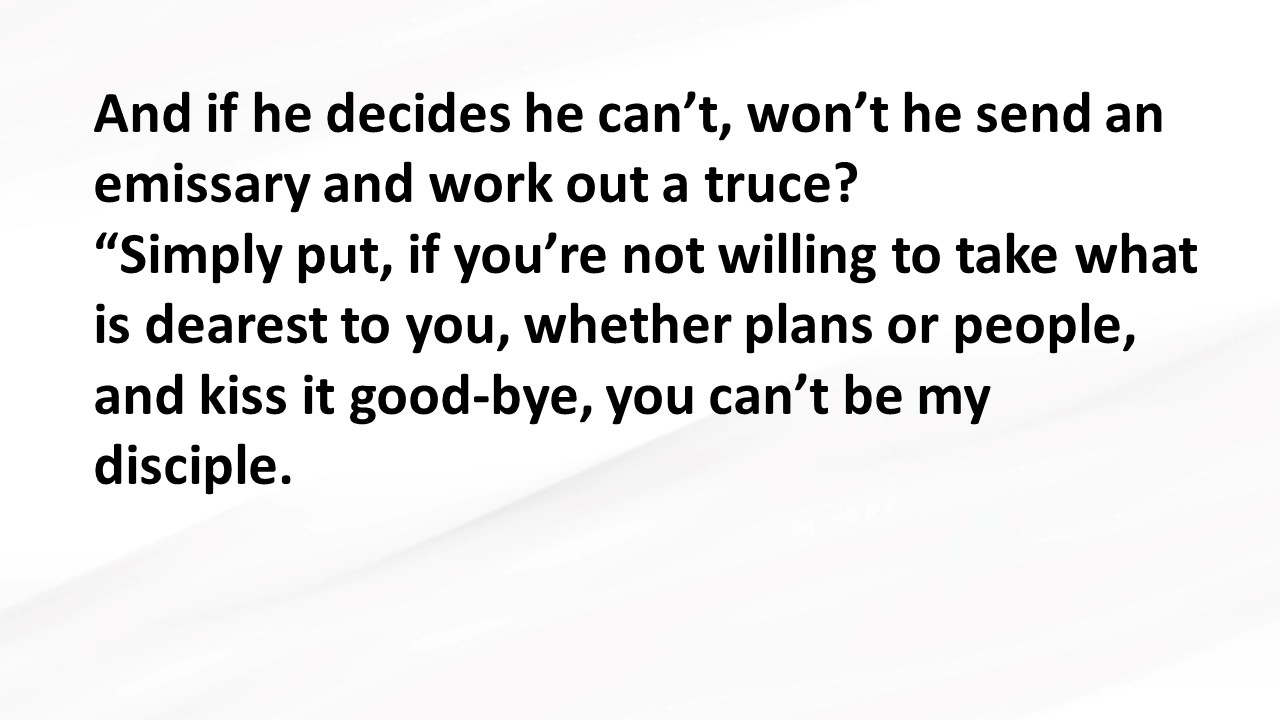 And if he decides he can’t, won’t he send an
emissary and work out a truce?
“Simply put, if you’re not willing to take what
is dearest to you, whether plans or people,
and kiss it good-bye, you can’t be my
disciple.